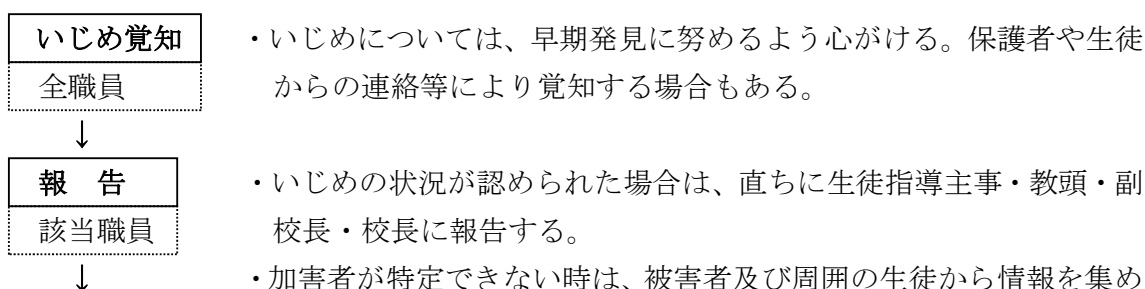 いじめ覚知
・いじめについては、早期発見に努めるよう心がける。保護者や生徒
全職員
からの連絡等により覚知する場合もある。
↓
報 告
・いじめの状況が認められた場合は、直ちに生徒指導主事・教頭・副
該当職員
校長・校長に報告する。
↓
・加害者が特定できない時は、被害者及び周囲の生徒から情報を集め